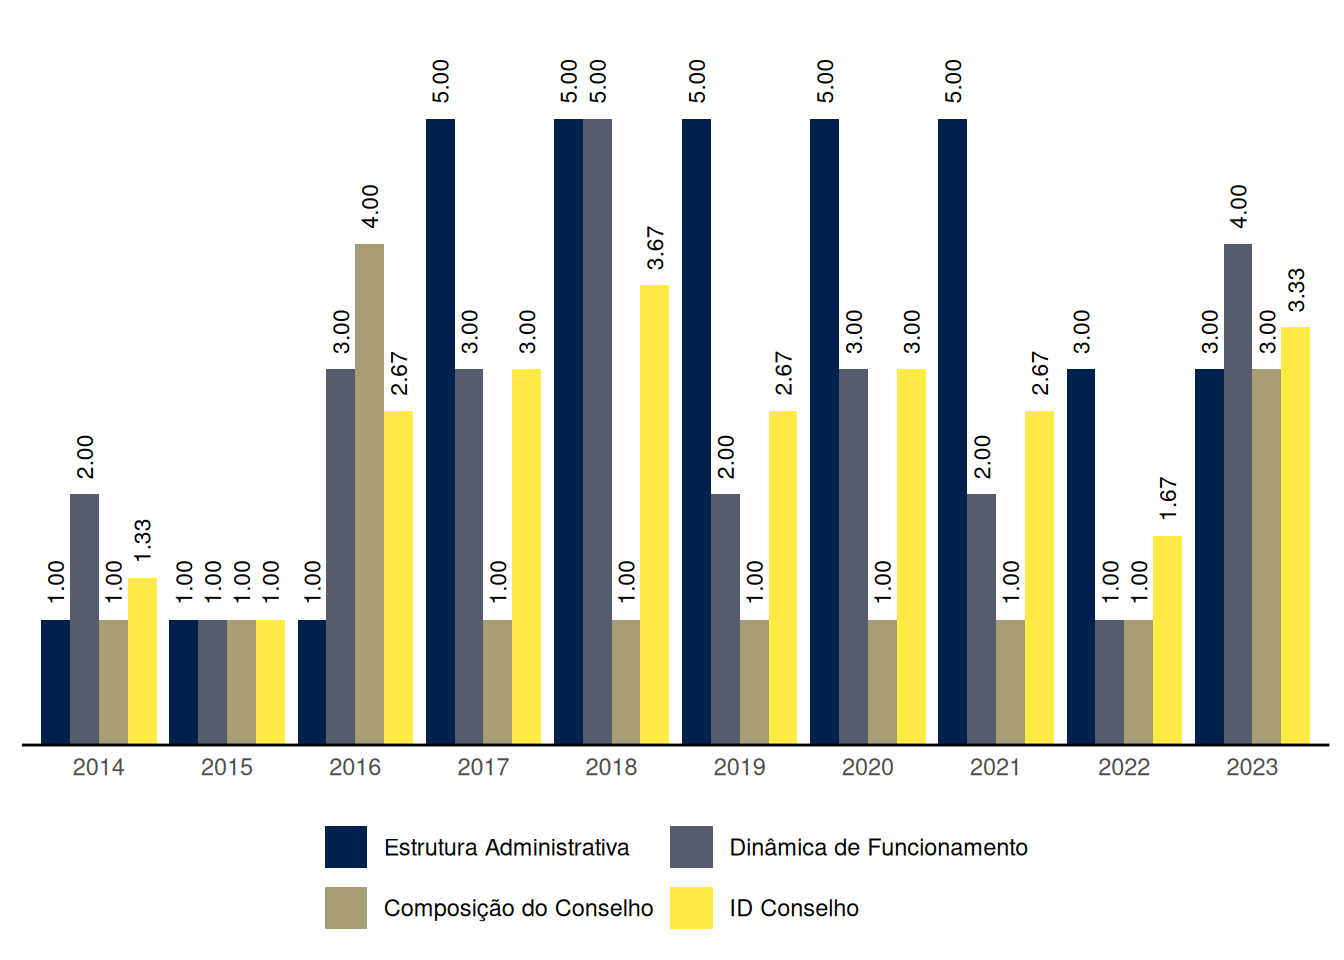 1.00 2.00 1.00 1.33 1.00 1.00 1.00 1.00 1.00 3.00 4.00 2.67 5.00 3.00 1.00 3.00 5.00 5.00 1.00 3.67 5.00 2.00 1.00 2.67 5.00 3.00 1.00 3.00 5.00 2.00 1.00 2.67 3.00 1.00 1.00 1.67 3.00 4.00 3.00 3.33
2014 2015 2016 2017 2018 2019 2020 2021 2022 2023
Estrutura Administrativa Dinâmica de Funcionamento
Composição do Conselho ID Conselho